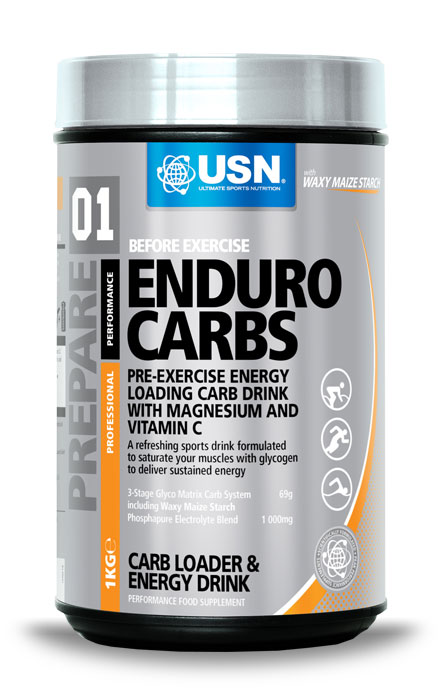 USN®
ULTIMATE SPORTS NUTRITION
with
WAXY MAIZE STARCH
01
PREPARE
PROFESSIONAL PERFORMANCE
1KG℮
BEFORE EXERCISE
ENDURO
CARBS
PRE-EXERCISE ENERGY
LOADING CARB DRINK
WITH MAGNESIUM AND
VITAMIN C
A refreshing sports drink formulated
to saturate your muscles with glycogen
to deliver sustained energy
3-Stage Glyco Matrix Carb System 69g
including Waxy Maize Starch
Phosphapure Electrolyte Blend 1 000mg
CARB LOADER &
ENERGY DRINK
PERFORMANCE FOOD SUPPLEMENT